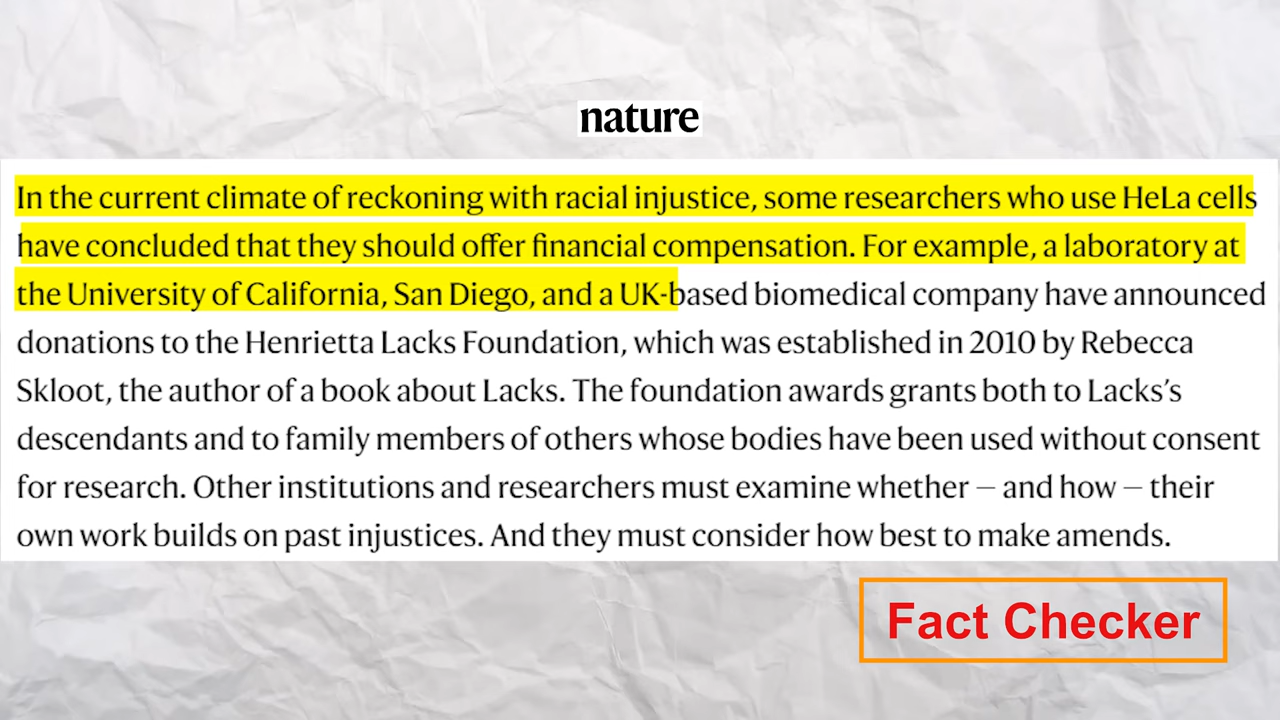 nature
In the current climate of reckoning with racial injustice, some researchers who use HeLa cells
have concluded that they should offer financial compensation. For example, a laboratory at
the University of California, San Diego, and a UK-based biomedical company have announced
donations to the Henrietta Lacks Foundation, which was established in 2010 by Rebecca
Skloot, the author of a book about Lacks. The foundation awards grants both to Lacks’s
descendants and to family members of others whose bodies have been used without consent
for research. Other institutions and researchers must examine whether — and how — their
own work builds on past injustices. And they must consider how best to make amends.
Fact Checker